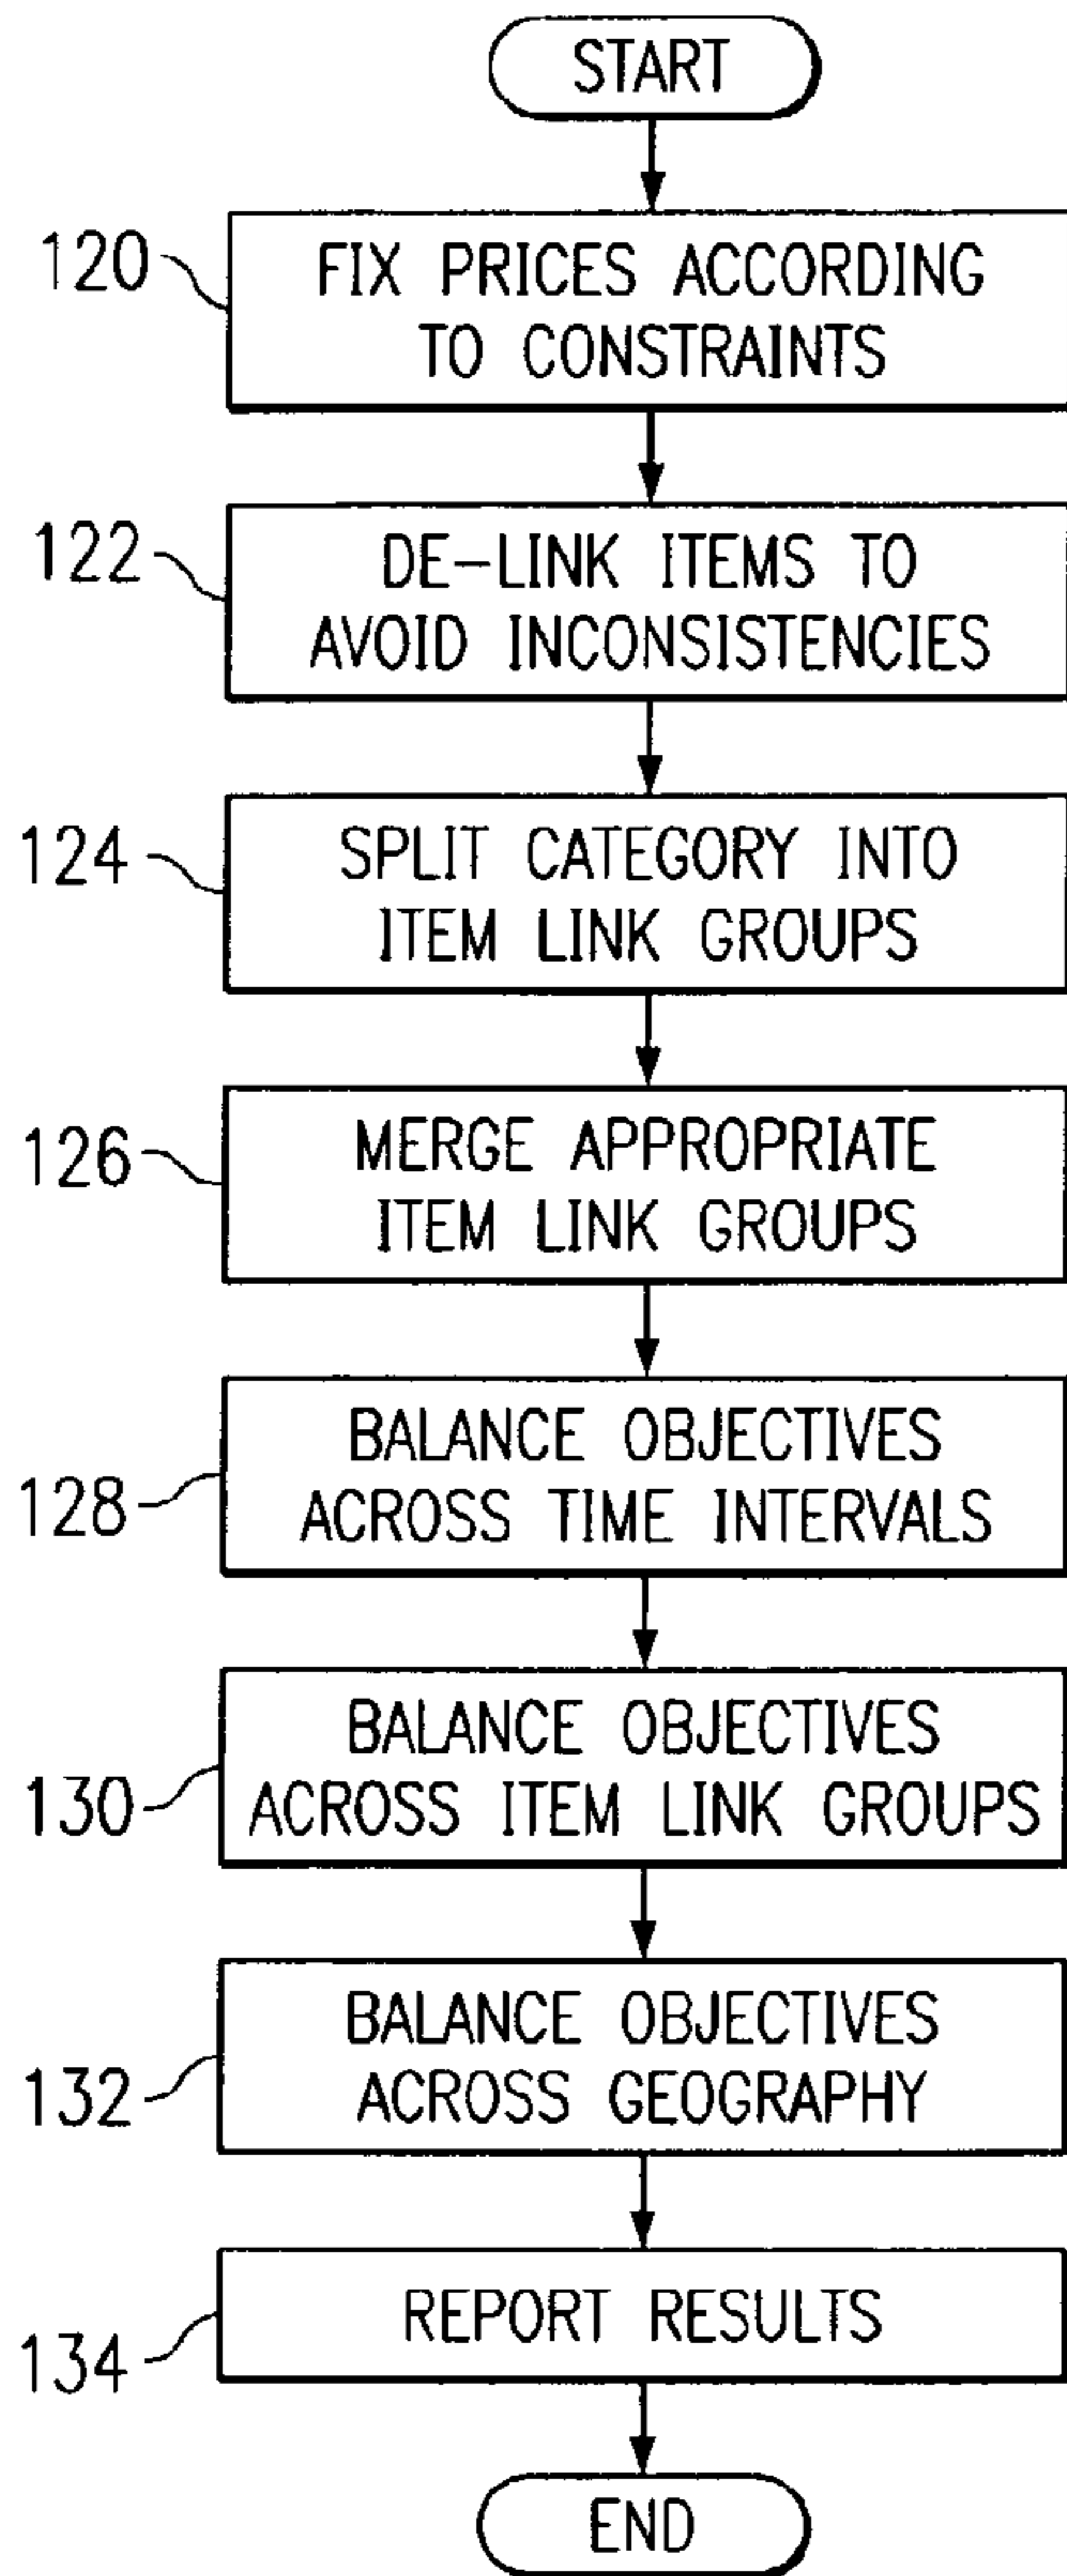 START
120
FIX PRICES ACCORDING
TO CONSTRAINTS
122
DE-LINK ITEMS TO
AVOID INCONSISTENCIES
124
SPLIT CATEGORY INTO
ITEM LINK GROUPS
126
MERGE APPROPRIATE
ITEM LINK GROUPS
128
BALANCE OBJECTIVES
ACROSS TIME INTERVALS
130
BALANCE OBJECTIVES
ACROSS ITEM LINK GROUPS
132
BALANCE OBJECTIVES
ACROSS GEOGRAPHY
134
REPORT RESULTS
END